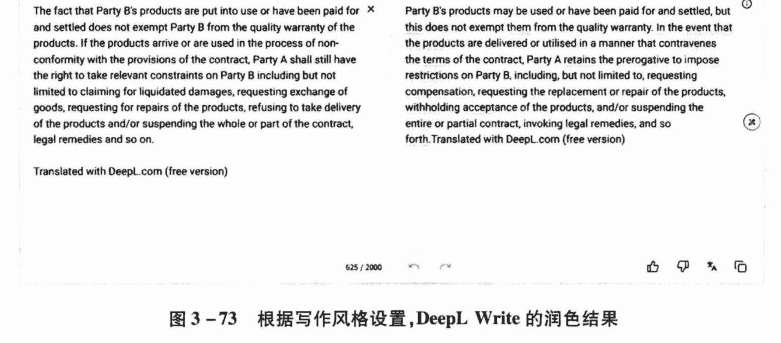 The fact that Party B's products are put into use or have been paid for
and settled does not exempt Party B from the quality warranty of the
products. If the products arrive or are used in the process of non-
conformity with the provisions of the contract, Party A shall still have
the right to take relevant constraints on Party B including but not
limited to claiming for liquidated damages, requesting exchange of
goods, requesting for repairs of the products, refusing to take delivery
of the products and/or suspending the whole or part of the contract,
legal remedies and so on.
Translated with DeepL.com (free version)
Party B's products may be used or have been paid for and settled, but
this does not exempt them from the quality warranty. In the event that
the products are delivered or utilised in a manner that contravenes
the terms of the contract, Party A retains the prerogative to impose
restrictions on Party B, including, but not limited to, requesting
compensation, requesting the replacement or repair of the products,
withholding acceptance of the products, and/or suspending the
entire or partial contract, invoking legal remedies, and so
forth.Translated with DeepL.com (free version)
625 / 2000
图 3-73 根据写作风格设置,DeepL Write 的润色结果